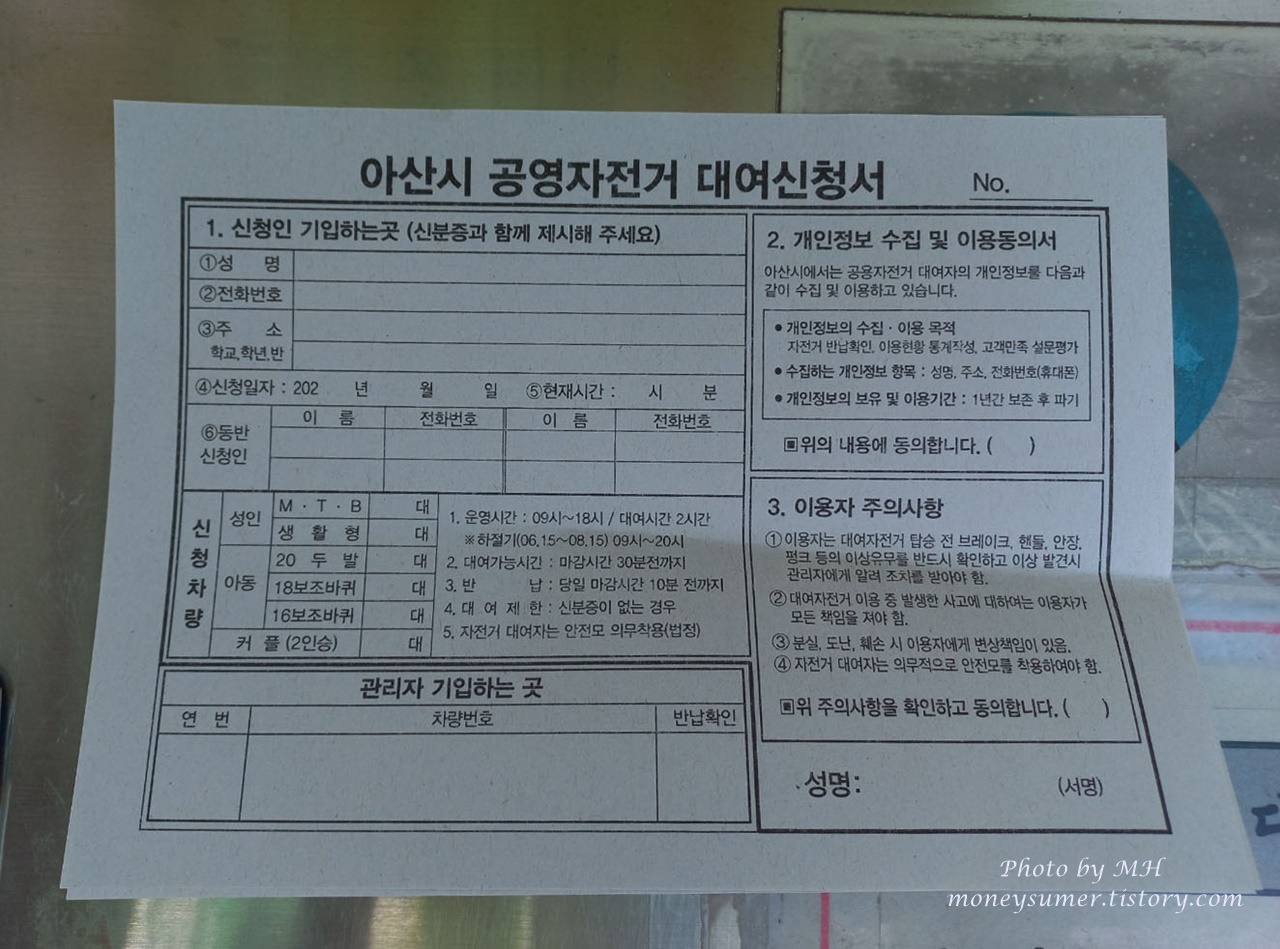 아산시 공영자전거 대여신청서
No.
1. 신청인 기입하는곳 (신분증과 함께 제시해 주세요)
①성 명
②전화번호
③주 소
학교,학년,반
④신청일자 : 202 년 월 일 ⑤현재시간 : 시 분
⑥동반
신청인
이 름 전화번호 이 름 전화번호
신청차량
성인
M · T · B 대
생 활 형 대
아동
20 두 발 대
18보조바퀴 대
16보조바퀴 대
커 플 (2인승) 대
1. 운영시간 : 09시~18시 / 대여시간 2시간
※하절기(06.15~08.15) 09시~20시
2. 대여가능시간 : 마감시간 30분전까지
3. 반 납 : 당일 마감시간 10분 전까지
4. 대 여 제 한 : 신분증이 없는 경우
5. 자전거 대여자는 안전모 의무착용(법정)
관리자 기입하는 곳
연 번 차량번호 반납확인
2. 개인정보 수집 및 이용동의서
아산시에서는 공용자전거 대여자의 개인정보를 다음과
같이 수집 및 이용하고 있습니다.
● 개인정보의 수집 · 이용 목적
자전거 반납확인, 이용현황 통계작성, 고객만족 설문평가
● 수집하는 개인정보 항목 : 성명, 주소, 전화번호(휴대폰)
● 개인정보의 보유 및 이용기간 : 1년간 보존 후 파기
▣위의 내용에 동의합니다. ( )
3. 이용자 주의사항
① 이용자는 대여자전거 탑승 전 브레이크, 핸들, 안장,
펑크 등의 이상유무를 반드시 확인하고 이상 발견시
관리자에게 알려 조치를 받아야 함.
② 대여자전거 이용 중 발생한 사고에 대하여는 이용자가
모든 책임을 져야 함.
③ 분실, 도난, 훼손 시 이용자에게 변상책임이 있음.
④ 자전거 대여자는 의무적으로 안전모를 착용하여야 함.
▣위 주의사항을 확인하고 동의합니다. ( )
성명: (서명)
Photo by MH
moneysumer.tistory.com